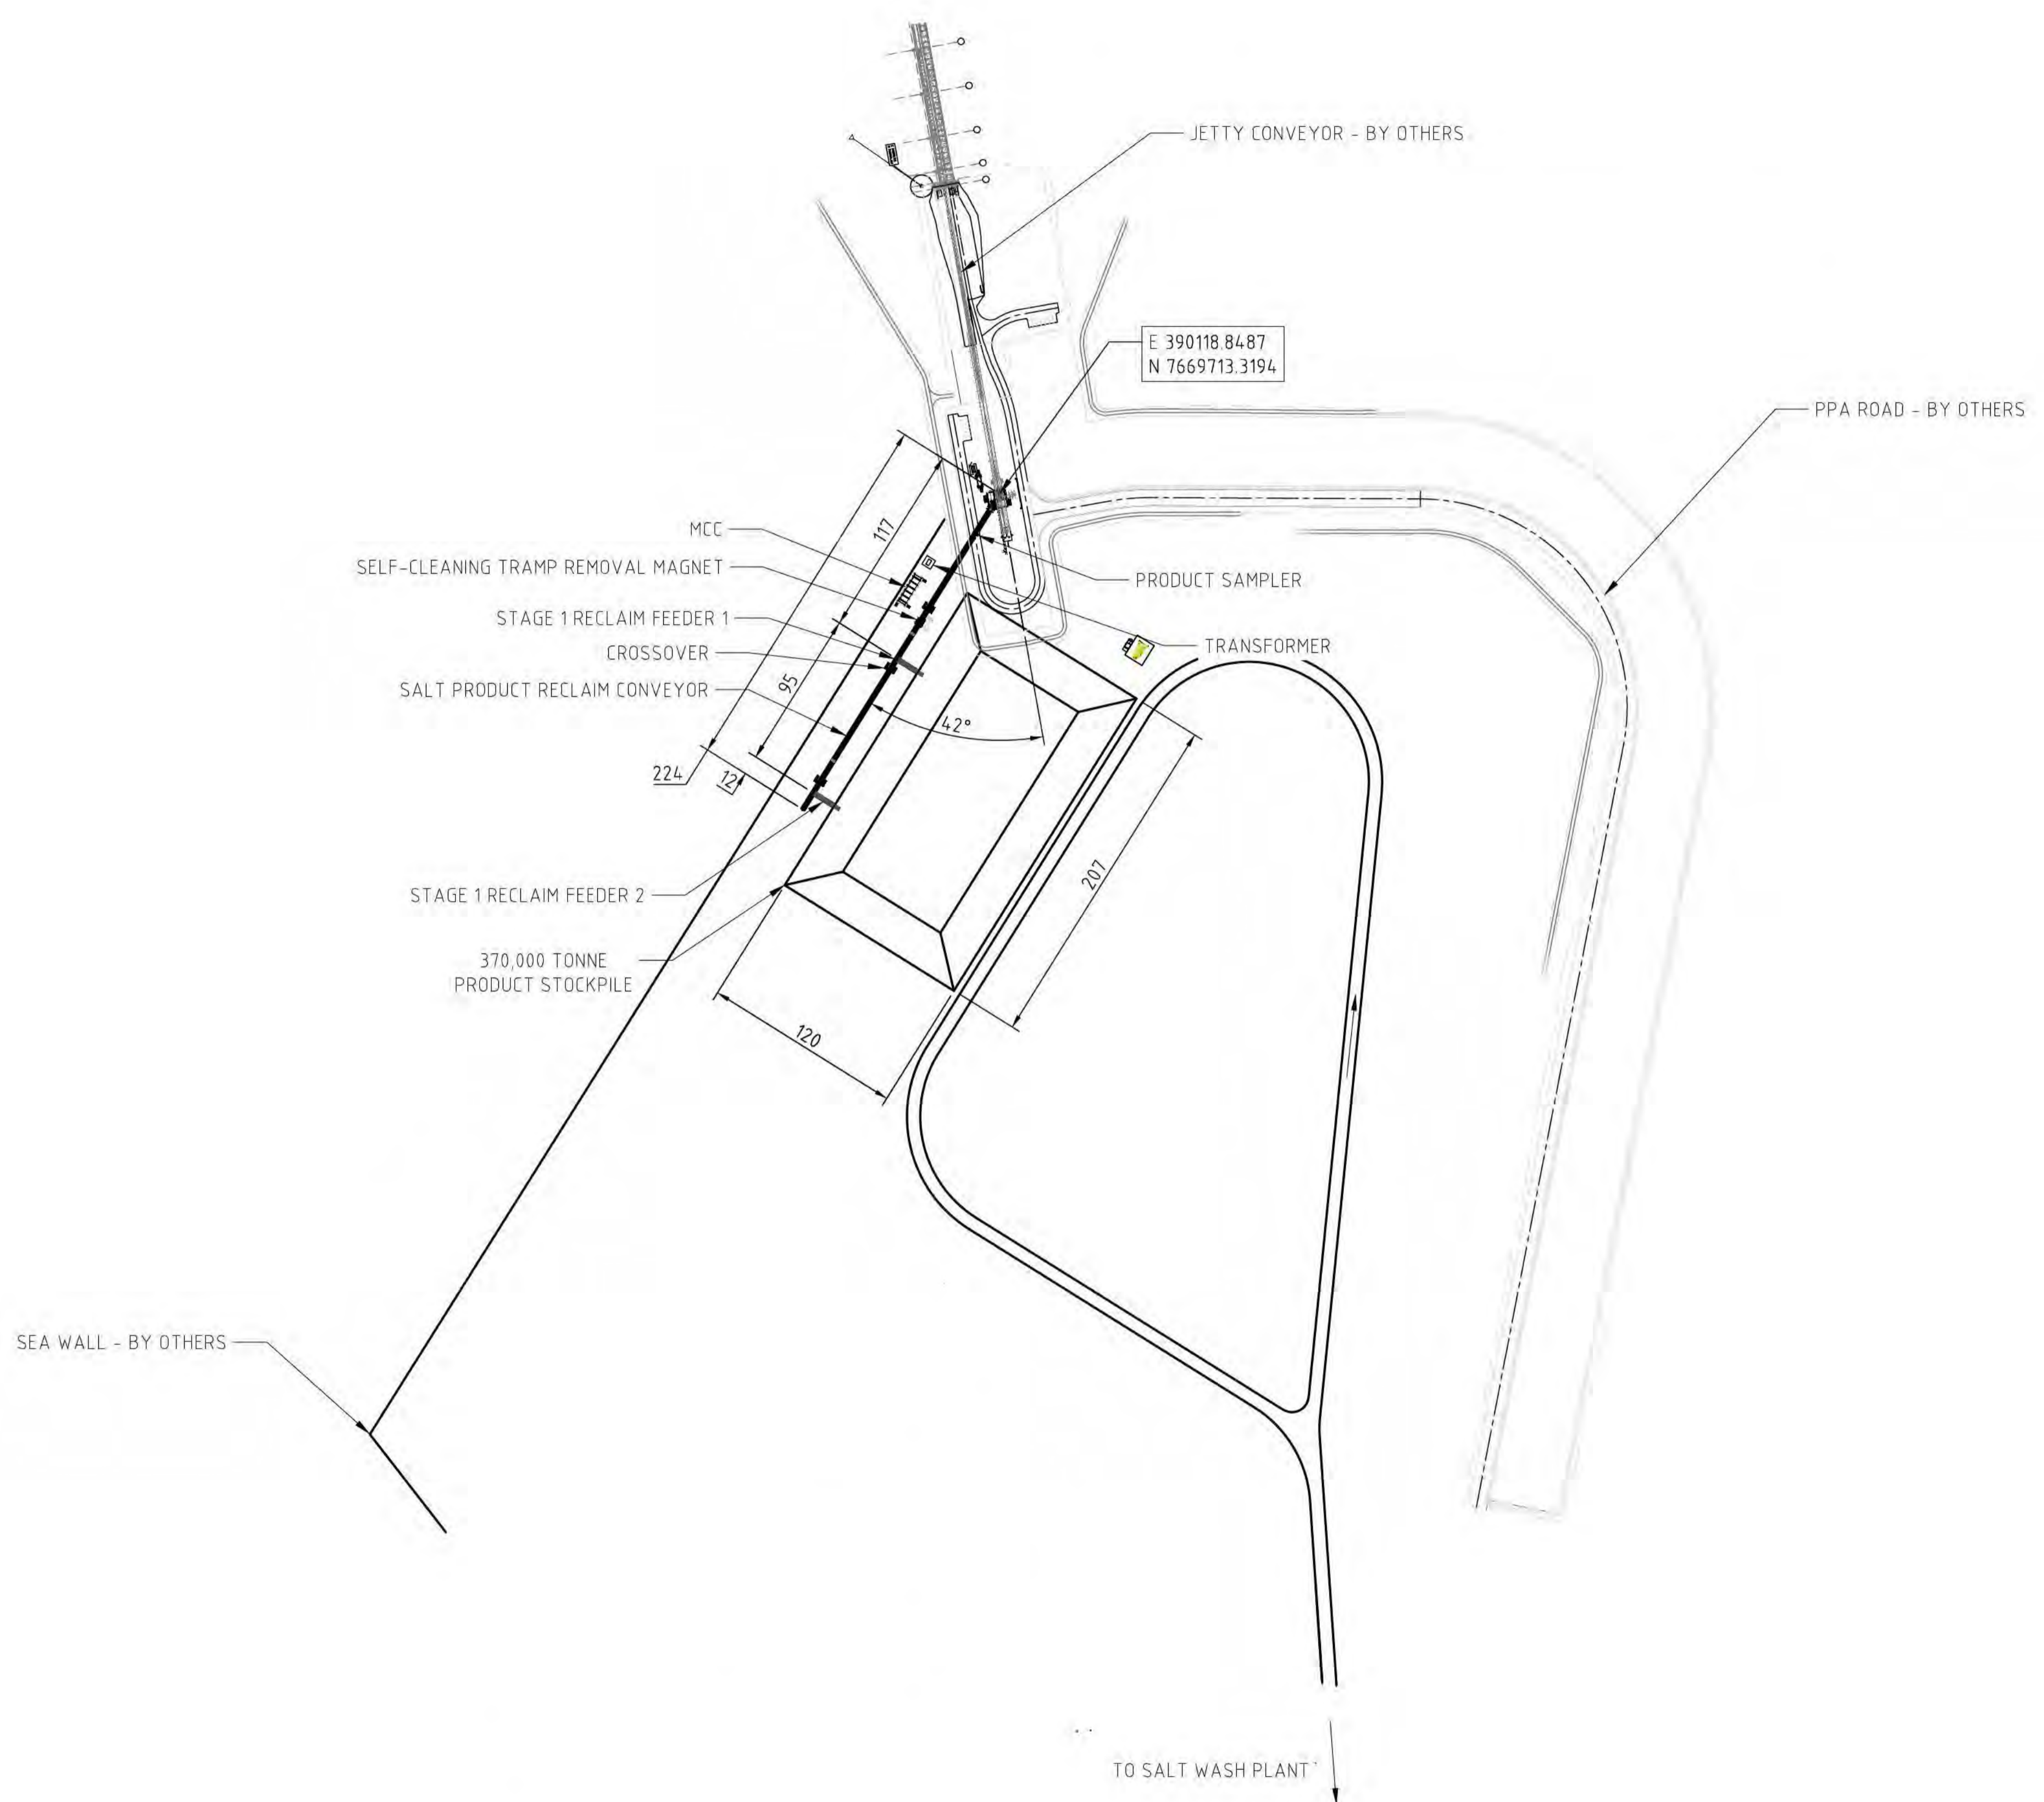 JETTY CONVEYOR - BY OTHERS
E 390118.8487
N 7669713.3194
PPA ROAD - BY OTHERS
117
MCC
SELF-CLEANING TRAMP REMOVAL MAGNET
PRODUCT SAMPLER
STAGE 1 RECLAIM FEEDER 1
TRANSFORMER
CROSSOVER
95
SALT PRODUCT RECLAIM CONVEYOR
42°
224
12
207
STAGE 1 RECLAIM FEEDER 2
370,000 TONNE
PRODUCT STOCKPILE
120
SEA WALL - BY OTHERS
TO SALT WASH PLANT